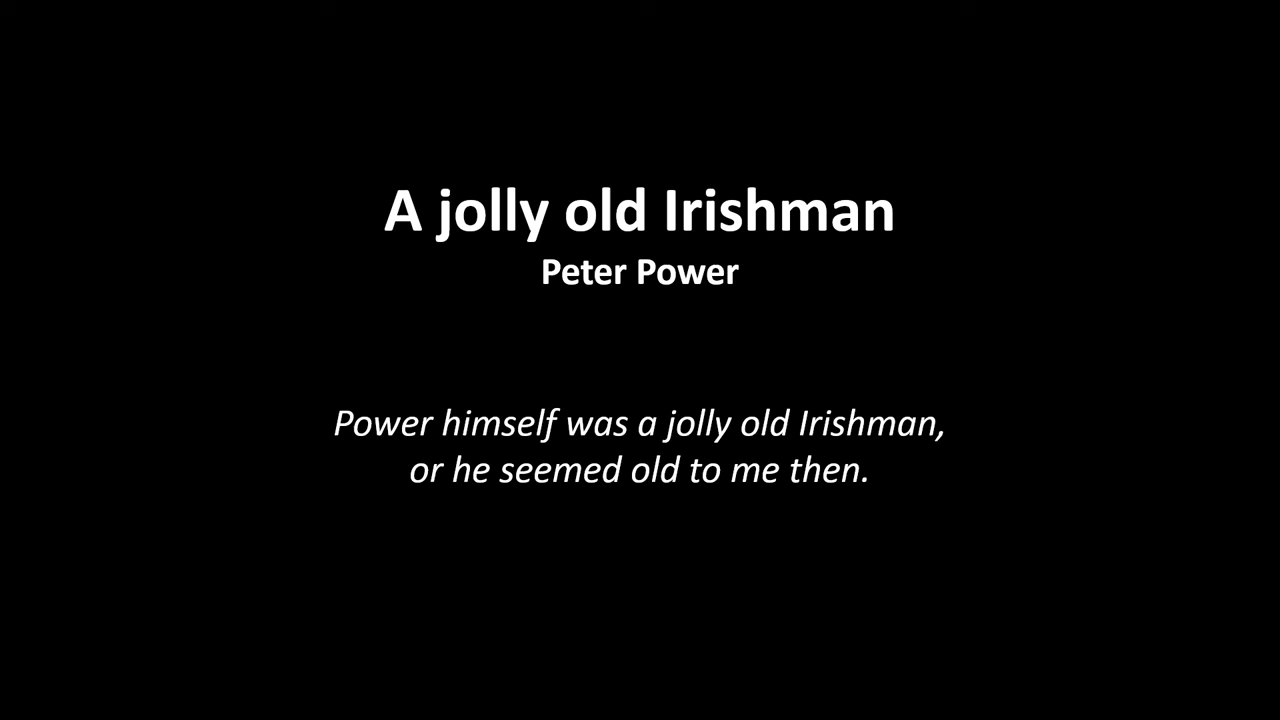 A jolly old Irishman
Peter Power
Power himself was a jolly old Irishman,
or he seemed old to me then.